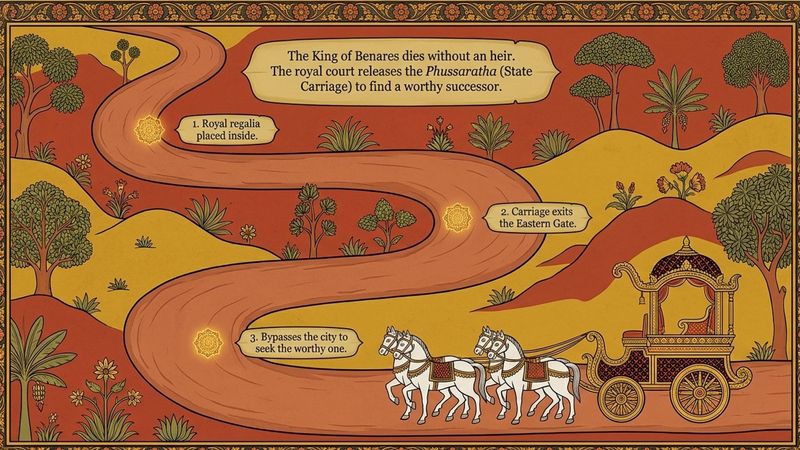 The King of Benares dies without an heir.
The royal court releases the Phussaratha (State
Carriage) to find a worthy successor.
1. Royal regalia
placed inside.
2. Carriage exits
the Eastern Gate.
3. Bypasses the city to
seek the worthy one.